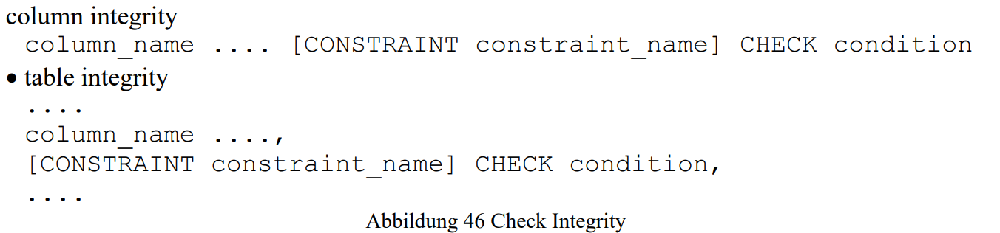 column integrity
column_name .... [CONSTRAINT constraint_name] CHECK condition
• table integrity
....
column_name ....,
[CONSTRAINT constraint_name] CHECK condition,
....
Abbildung 46 Check Integrity